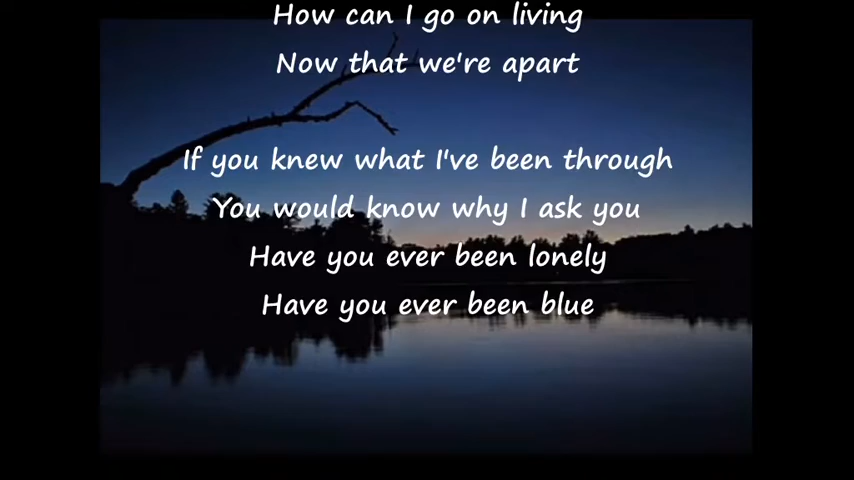 How can I go on living
Now that we're apart
If you knew what I've been through
You would know why I ask you
Have you ever been lonely
Have you ever been blue